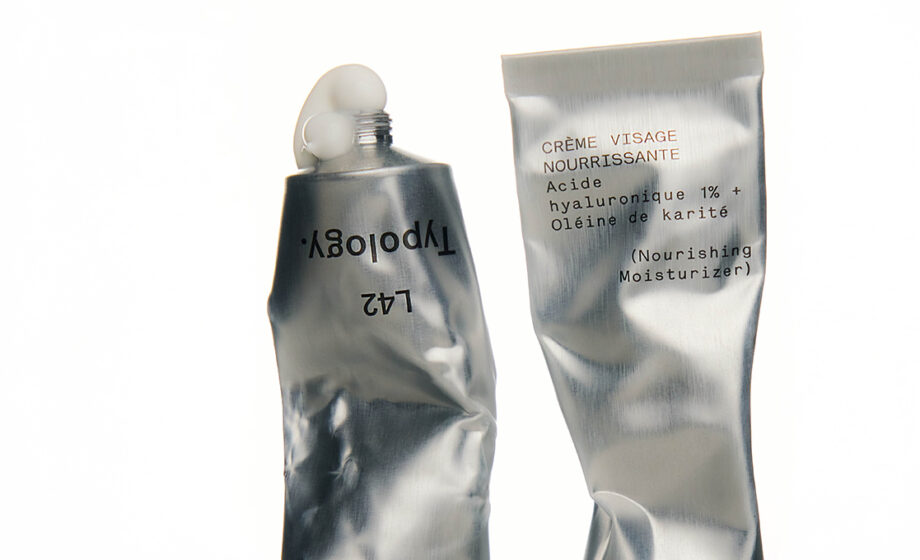 Typology.
L42
CRÈME VISAGE
NOURRISSANTE
Acide
hyaluronique 1% +
Oléine de karité
(Nourishing
Moisturizer)